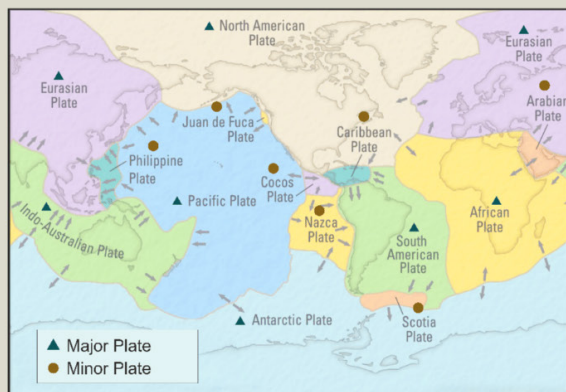 North American
Plate
Eurasian
Plate
Eurasian
Plate
Arabian
Plate
Juan de Fuca
Plate
Caribbean
Plate
Philippine
Plate
Cocos
Plate
Pacific Plate
Indo-Australian Plate
Nazca
Plate
African
Plate
South
American
Plate
Antarctic Plate
Scotia
Plate
Major Plate
Minor Plate